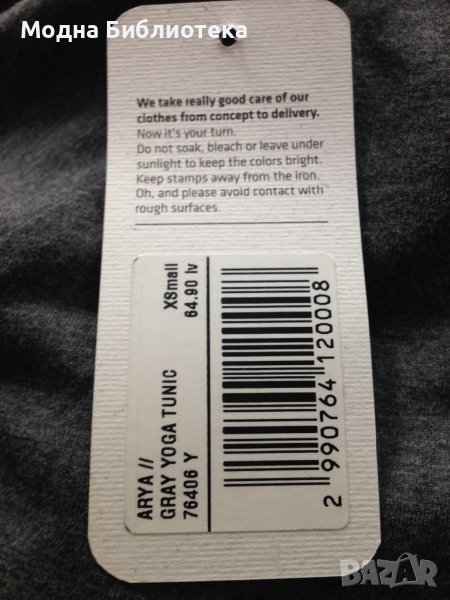 Модна Библиотека
We take really good care of our
clothes from concept to delivery.
Now it's your turn.
Do not soak, bleach or leave under
sunlight to keep the colors bright.
Keep stamps away from the iron.
Oh, and please avoid contact with
rough surfaces.
ARYA //
GRAY YOGA TUNIC
76406 Y
XSmall
64.90 lv
2 990764 120008
BAZAR